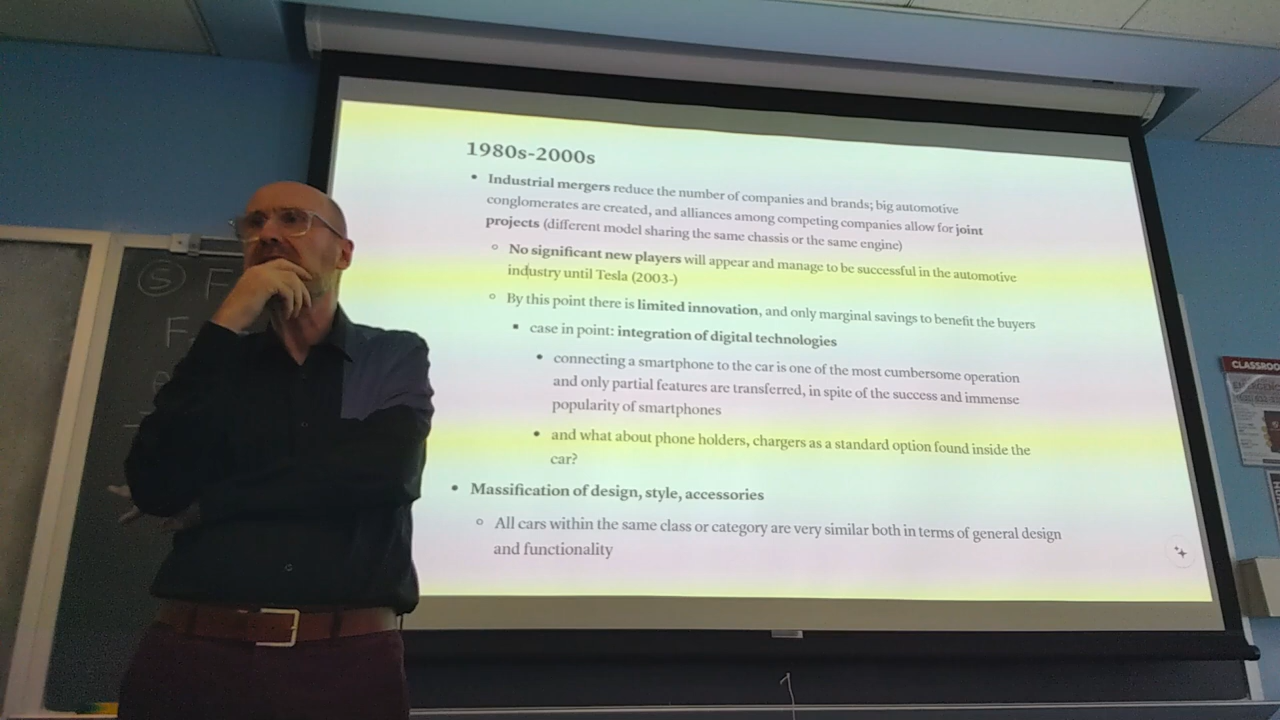 1980s-2000s
• Industrial mergers reduce the number of companies and brands; big automotive
conglomerates are created, and alliances among competing companies allow for joint
projects (different model sharing the same chassis or the same engine)
◦ No significant new players will appear and manage to be successful in the automotive
industry until Tesla (2003-)
◦ By this point there is limited innovation, and only marginal savings to benefit the buyers
▪ case in point: integration of digital technologies
• connecting a smartphone to the car is one of the most cumbersome operation
and only partial features are transferred, in spite of the success and immense
popularity of smartphones
• and what about phone holders, chargers as a standard option found inside the
car?
• Massification of design, style, accessories
◦ All cars within the same class or category are very similar both in terms of general design
and functionality
S F
F
CLASSROO